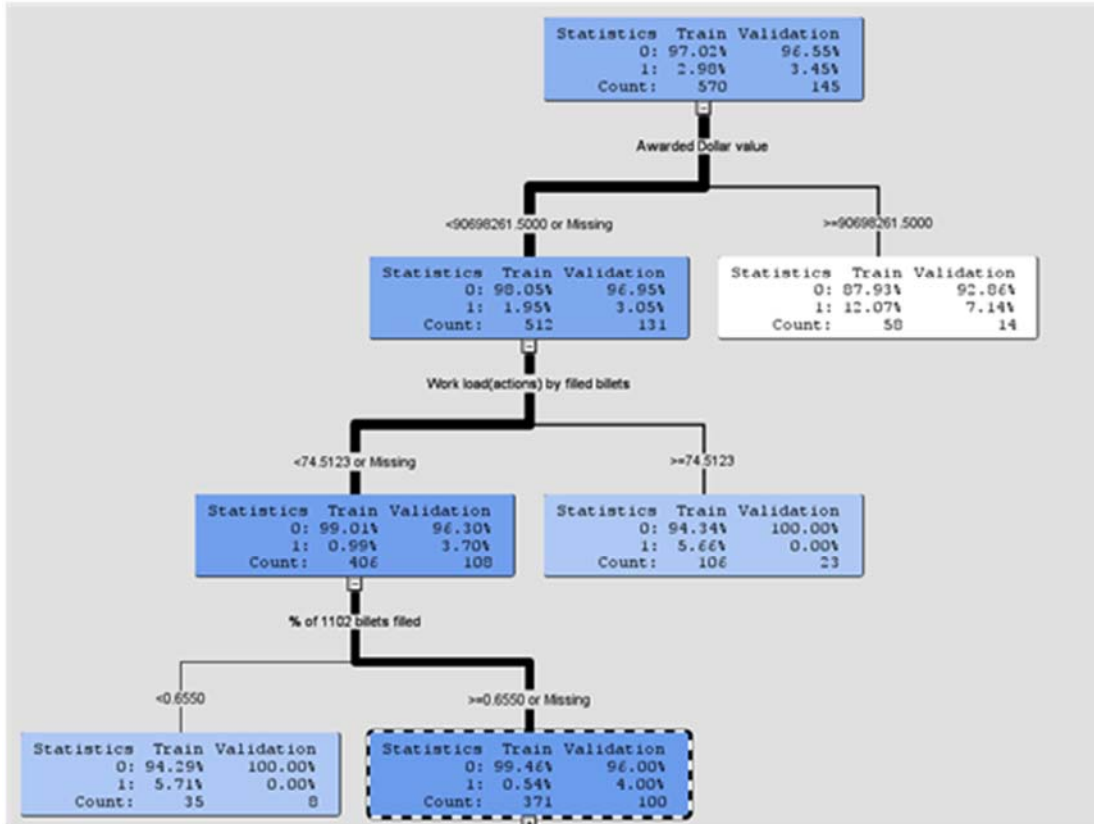 Statistics Train Validation
0: 97.02% 96.55%
1: 2.98% 3.45%
Count: 570 145
Awarded Dollar value
<90698261.5000 or Missing
>=90698261.5000
Statistics Train Validation
0: 98.05% 96.95%
1: 1.95% 3.05%
Count: 512 131
Statistics Train Validation
0: 87.93% 92.86%
1: 12.07% 7.14%
Count: 58 14
Work load(actions) by filled billets
<74.5123 or Missing
>=74.5123
Statistics Train Validation
0: 99.01% 96.30%
1: 0.99% 3.70%
Count: 406 108
Statistics Train Validation
0: 94.34% 100.00%
1: 5.66% 0.00%
Count: 106 23
% of 1102 billets filled
<0.6550
>=0.6550 or Missing
Statistics Train Validation
0: 94.29% 100.00%
1: 5.71% 0.00%
Count: 35 8
Statistics Train Validation
0: 99.46% 96.00%
1: 0.54% 4.00%
Count: 371 100